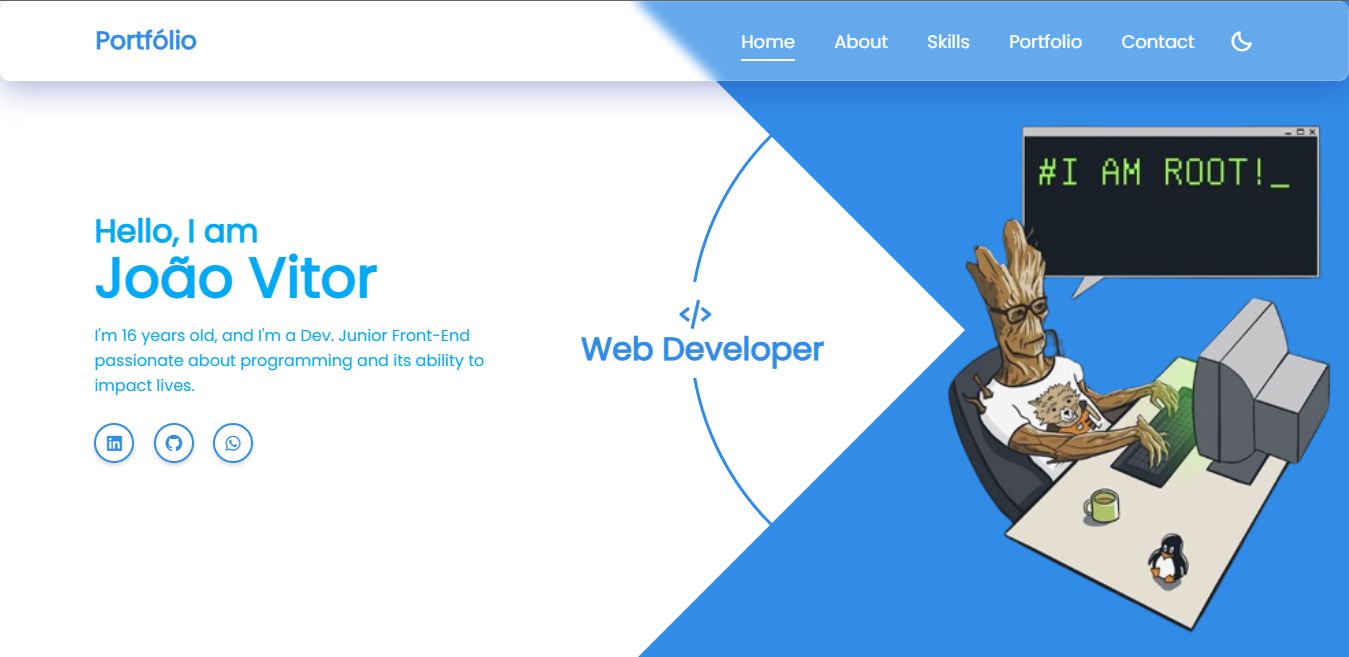 Portfólio
Home About Skills Portfolio Contact
#I AM ROOT!_
Hello, I am
João Vitor
I'm 16 years old, and I'm a Dev. Junior Front-End
passionate about programming and its ability to
impact lives.
</>
Web Developer
in